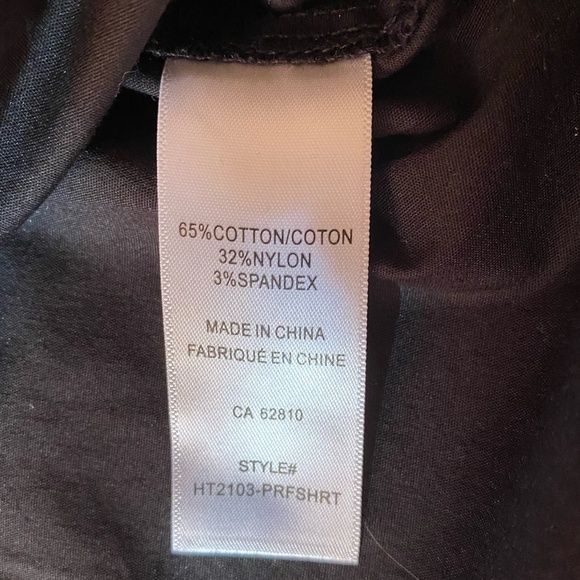 65%COTTON/COTON
32%NYLON
3%SPANDEX
MADE IN CHINA
FABRIQUÉ EN CHINE
CA 62810
STYLE#
HT2103-PRFSHRT